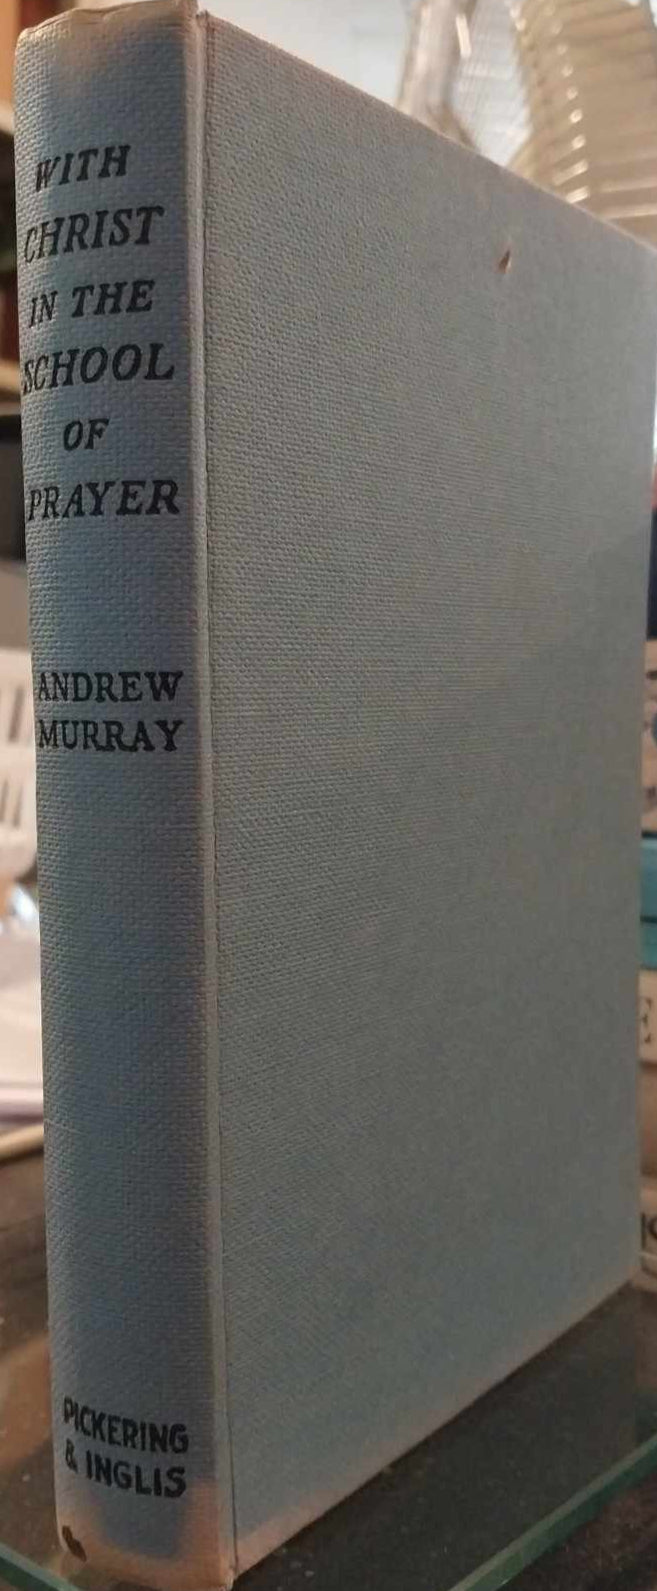 WITH
CHRIST
IN THE
SCHOOL
OF
PRAYER
ANDREW
MURRAY
PICKERING
& INGLIS